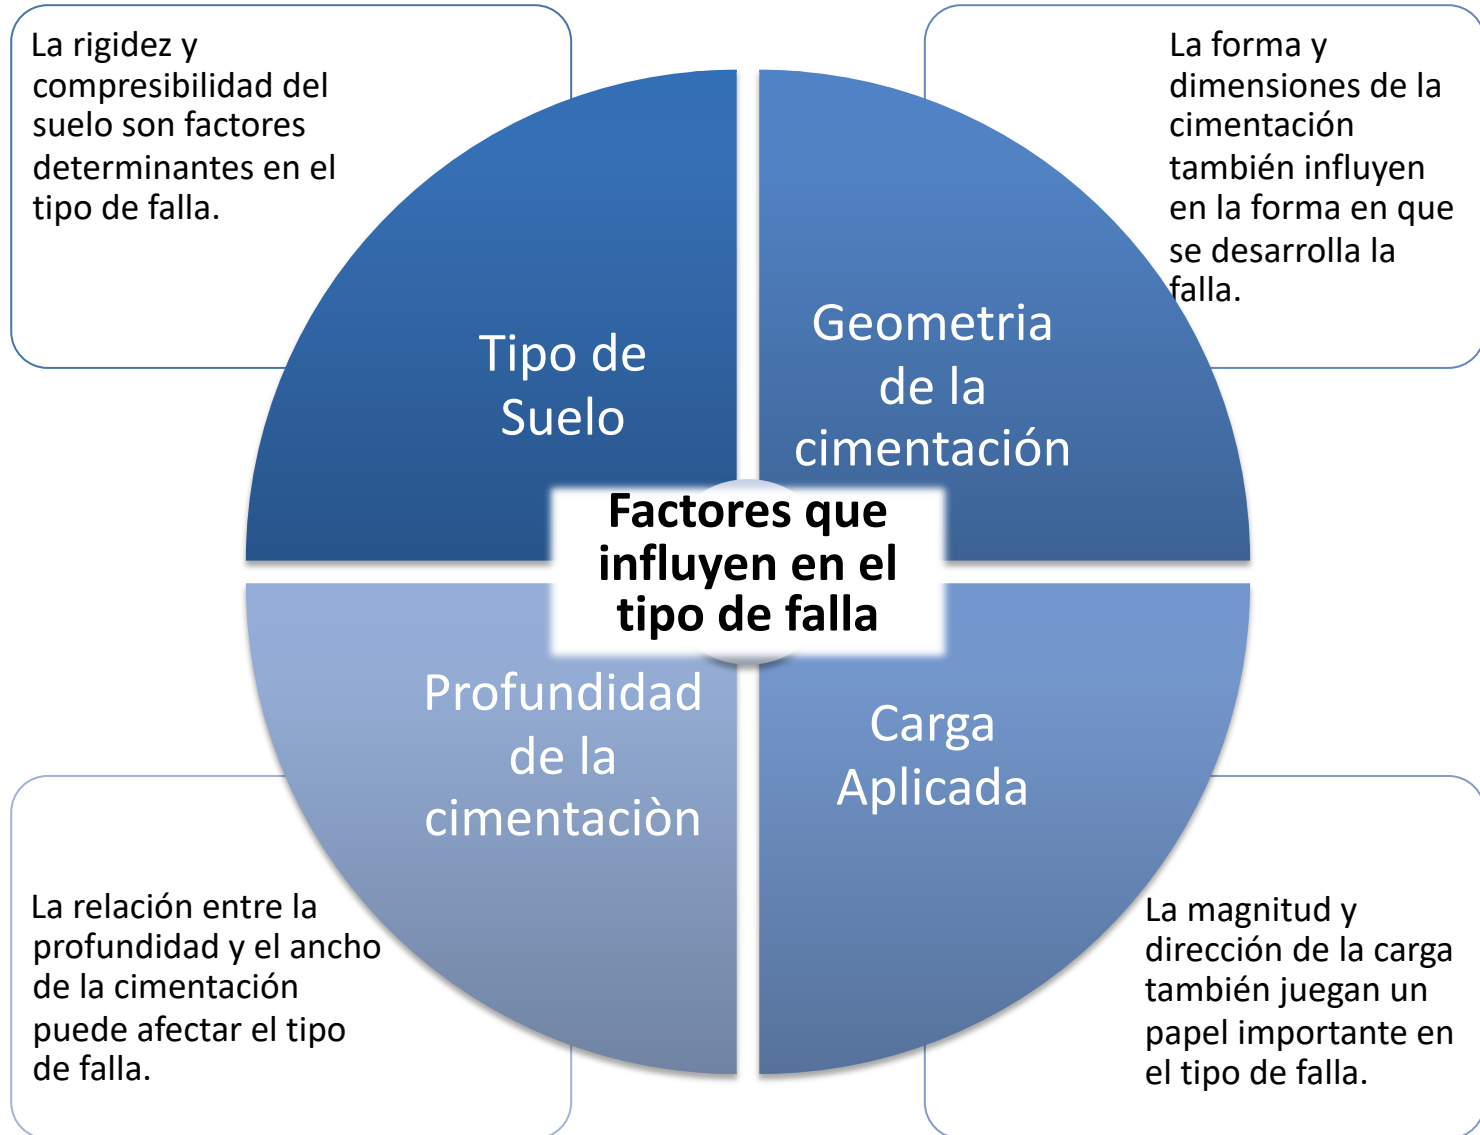 La rigidez y
compresibilidad del
suelo son factores
determinantes en el
tipo de falla.
La forma y
dimensiones de la
cimentación
también influyen
en la forma en que
se desarrolla la
falla.
Tipo de
Suelo
Geometria
de la
cimentación
Factores que
influyen en el
tipo de falla
Profundidad
de la
cimentaciòn
Carga
Aplicada
La relación entre la
profundidad y el ancho
de la cimentación
puede afectar el tipo
de falla.
La magnitud y
dirección de la carga
también juegan un
papel importante en
el tipo de falla.